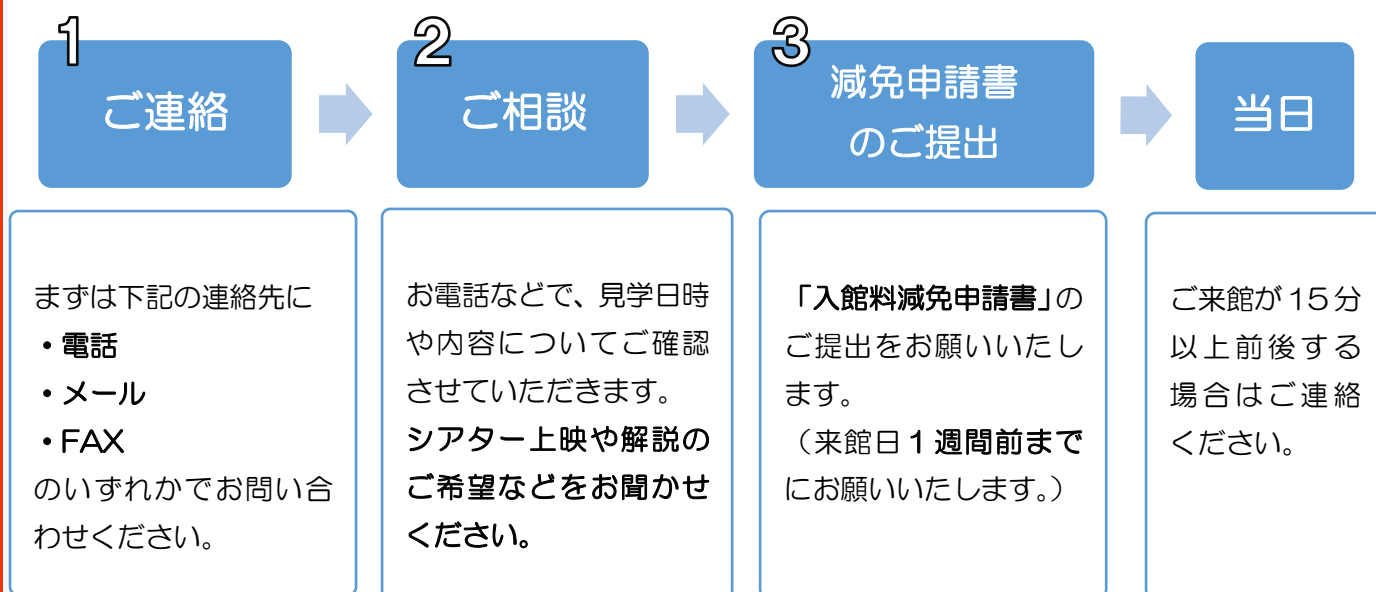 1
ご連絡
2
ご相談
3
減免申請書
のご提出
当日
まずは下記の連絡先に
・電話
・メール
・FAX
のいずれかでお問い合
わせください。
お電話などで、見学日時
や内容についてご確認
させていただきます。
シアター上映や解説の
ご希望などをお聞かせ
ください。
「入館料減免申請書」の
ご提出をお願いいたし
ます。
（来館日１週間前まで
にお願いいたします。）
ご来館が15分
以上前後する
場合はご連絡
ください。